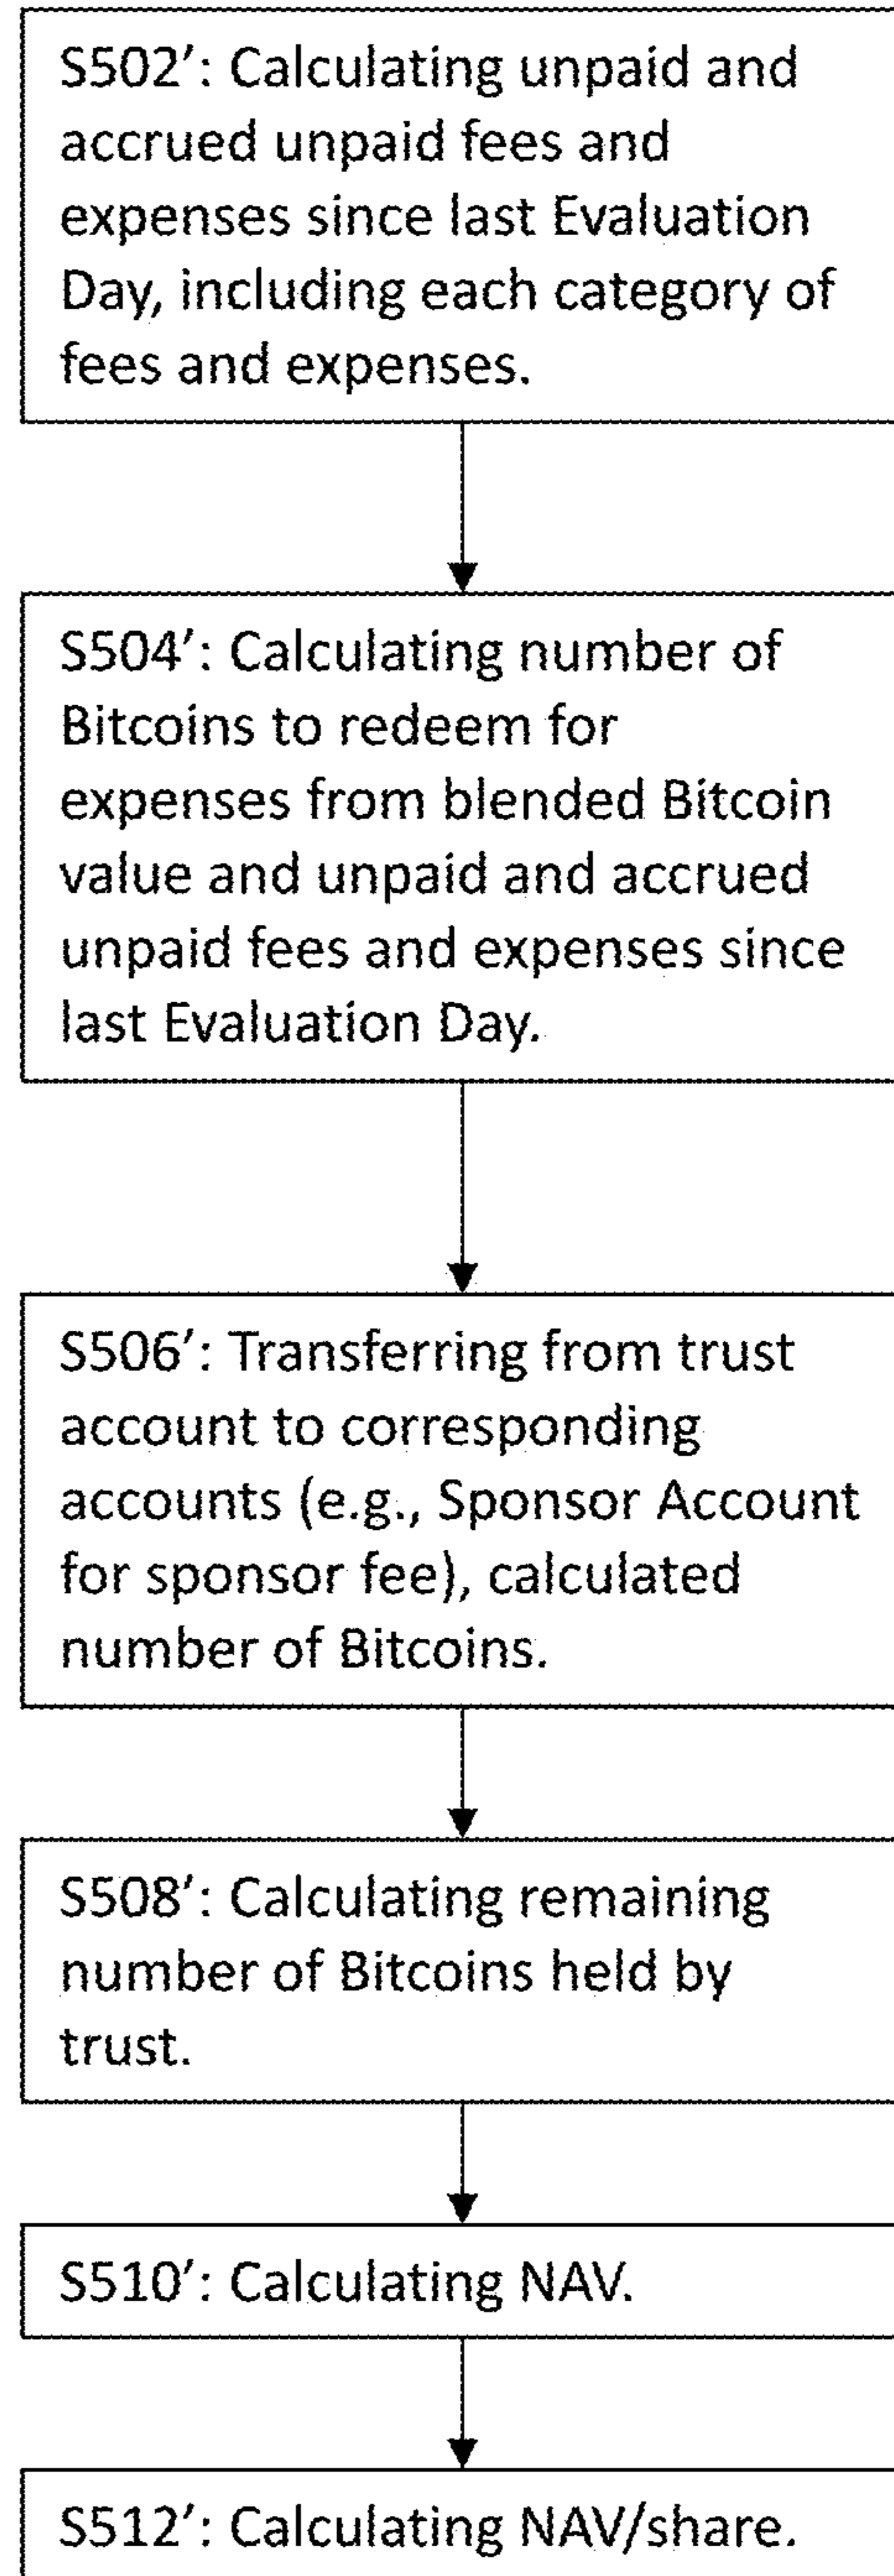 S502′: Calculating unpaid and
accrued unpaid fees and
expenses since last Evaluation
Day, including each category of
fees and expenses.
S504′: Calculating number of
Bitcoins to redeem for
expenses from blended Bitcoin
value and unpaid and accrued
unpaid fees and expenses since
last Evaluation Day.
S506′: Transferring from trust
account to corresponding
accounts (e.g., Sponsor Account
for sponsor fee), calculated
number of Bitcoins.
S508′: Calculating remaining
number of Bitcoins held by
trust.
S510′: Calculating NAV.
S512′: Calculating NAV/share.